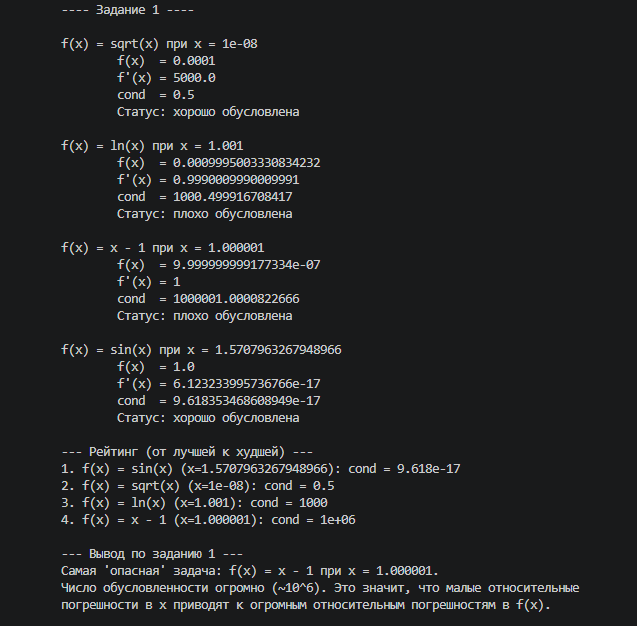 ---- Задание 1 ----
f(x) = sqrt(x) при x = 1e-08
f(x) = 0.0001
f'(x) = 5000.0
cond = 0.5
Статус: хорошо обусловлена
f(x) = ln(x) при x = 1.001
f(x) = 0.0009995003330834232
f'(x) = 0.9990009990009991
cond = 1000.499916708417
Статус: плохо обусловлена
f(x) = x - 1 при x = 1.000001
f(x) = 9.999999999177334e-07
f'(x) = 1
cond = 1000001.0000822666
Статус: плохо обусловлена
f(x) = sin(x) при x = 1.5707963267948966
f(x) = 1.0
f'(x) = 6.123233995736766e-17
cond = 9.618353468608949e-17
Статус: хорошо обусловлена
--- Рейтинг (от лучшей к худшей) ---
1. f(x) = sin(x) (x=1.5707963267948966): cond = 9.618e-17
2. f(x) = sqrt(x) (x=1e-08): cond = 0.5
3. f(x) = ln(x) (x=1.001): cond = 1000
4. f(x) = x - 1 (x=1.000001): cond = 1e+06
--- Вывод по заданию 1 ---
Самая 'опасная' задача: f(x) = x - 1 при x = 1.000001.
Число обусловленности огромно (~10^6). Это значит, что малые относительные
погрешности в x приводят к огромным относительным погрешностям в f(x).